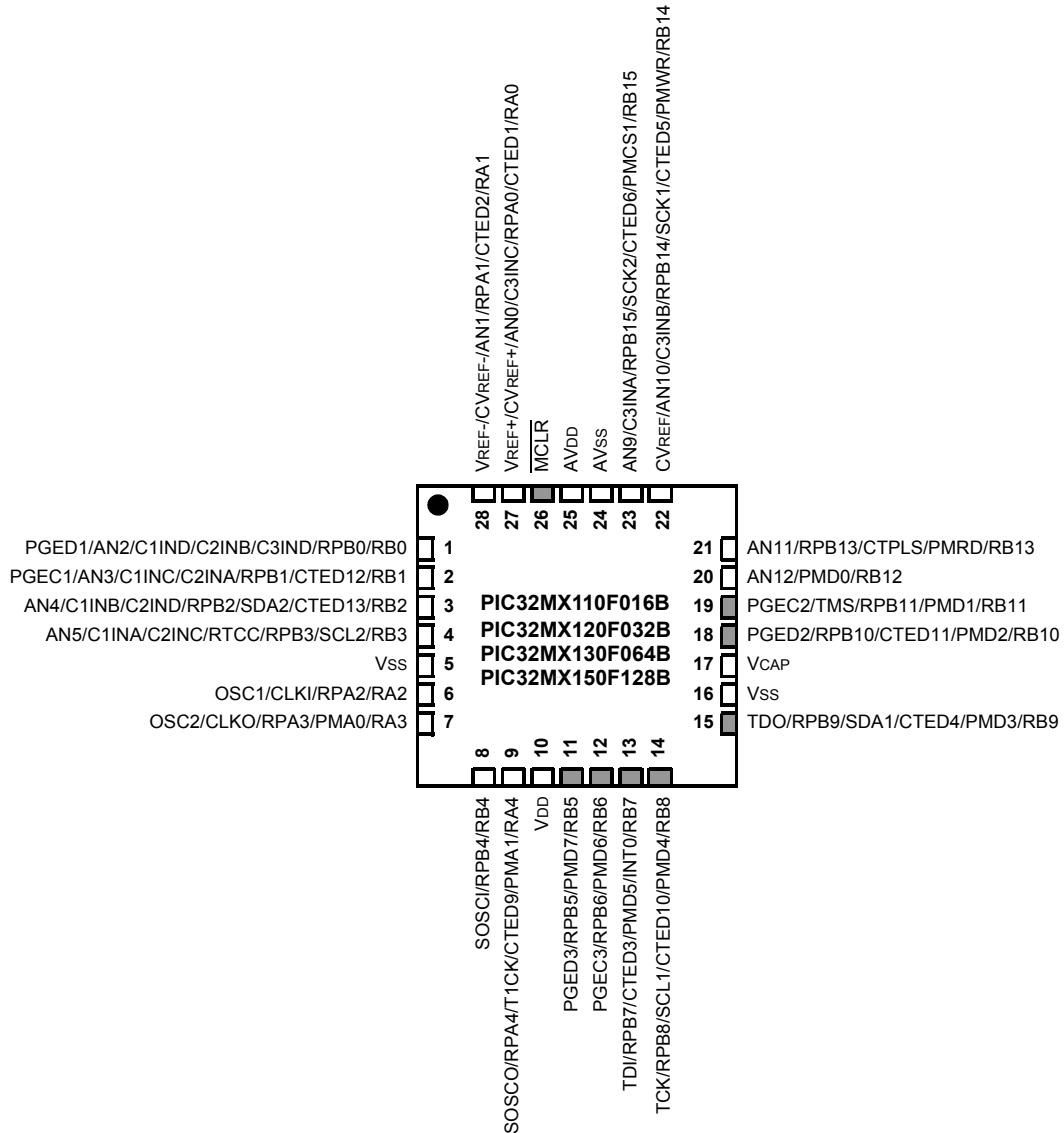 VREF-/CVREF-/AN1/RPA1/CTED2/RA1
VREF+/CVREF+/AN0/C3INC/RPA0/CTED1/RA0
MCLR
AVDD
AVSS
AN9/C3INA/RPB15/SCK2/CTED6/PMCS1/RB15
CVREF/AN10/C3INB/RPB14/SCK1/CTED5/PMWR/RB14
28
27
26
25
24
23
22
PGED1/AN2/C1IND/C2INB/C3IND/RPB0/RB0 1
PGEC1/AN3/C1INC/C2INA/RPB1/CTED12/RB1 2
AN4/C1INB/C2IND/RPB2/SDA2/CTED13/RB2 3
AN5/C1INA/C2INC/RTCC/RPB3/SCL2/RB3 4
VSS 5
OSC1/CLKI/RPA2/RA2 6
OSC2/CLKO/RPA3/PMA0/RA3 7
PIC32MX110F016B
PIC32MX120F032B
PIC32MX130F064B
PIC32MX150F128B
21 AN11/RPB13/CTPLS/PMRD/RB13
20 AN12/PMD0/RB12
19 PGEC2/TMS/RPB11/PMD1/RB11
18 PGED2/RPB10/CTED11/PMD2/RB10
17 VCAP
16 VSS
15 TDO/RPB9/SDA1/CTED4/PMD3/RB9
8
9
10
11
12
13
14
SOSCI/RPB4/RB4
SOSCO/RPA4/T1CK/CTED9/PMA1/RA4
VDD
PGED3/RPB5/PMD7/RB5
PGEC3/RPB6/PMD6/RB6
TDI/RPB7/CTED3/PMD5/INT0/RB7
TCK/RPB8/SCL1/CTED10/PMD4/RB8